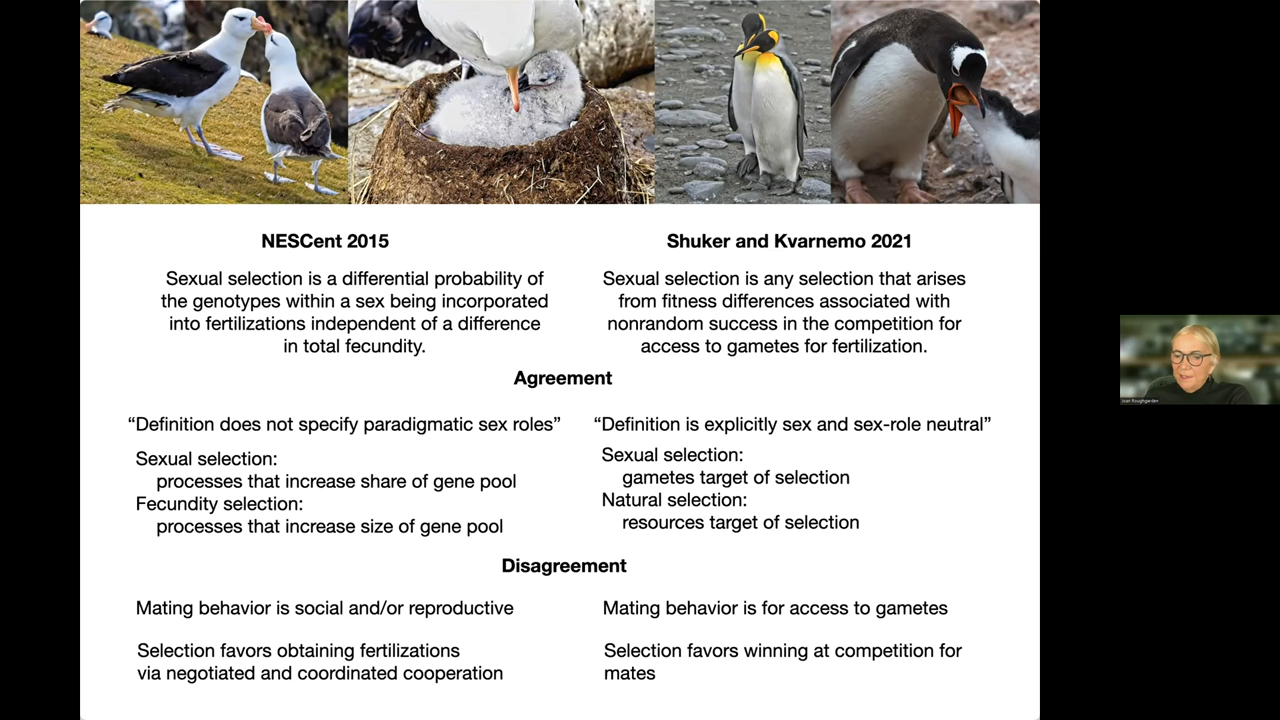 NESCent 2015
Sexual selection is a differential probability of
the genotypes within a sex being incorporated
into fertilizations independent of a difference
in total fecundity.
Shuker and Kvarnemo 2021
Sexual selection is any selection that arises
from fitness differences associated with
nonrandom success in the competition for
access to gametes for fertilization.
Agreement
“Definition does not specify paradigmatic sex roles”
Sexual selection:
processes that increase share of gene pool
Fecundity selection:
processes that increase size of gene pool
“Definition is explicitly sex and sex-role neutral”
Sexual selection:
gametes target of selection
Natural selection:
resources target of selection
Disagreement
Mating behavior is social and/or reproductive
Selection favors obtaining fertilizations
via negotiated and coordinated cooperation
Mating behavior is for access to gametes
Selection favors winning at competition for
mates
Joan Roughgarden